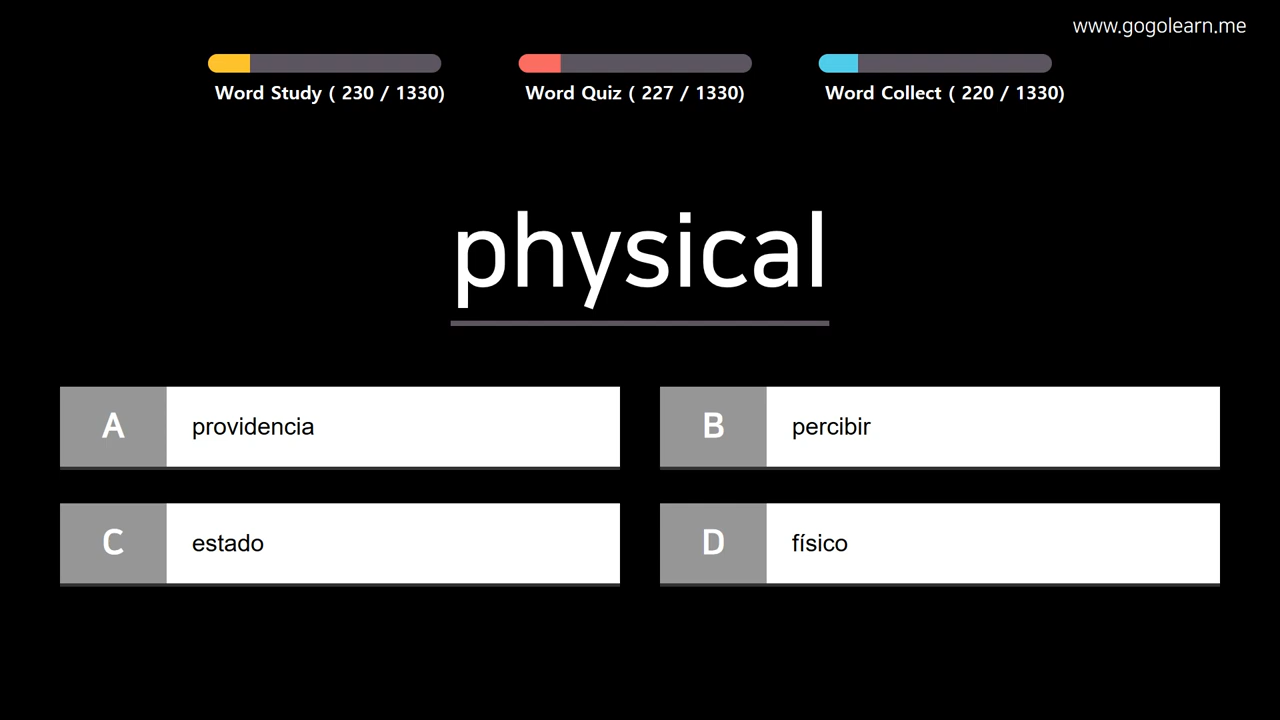 www.gogolearn.me
Word Study ( 230 / 1330)
Word Quiz ( 227 / 1330)
Word Collect ( 220 / 1330)
physical
A providencia
B percibir
C estado
D físico